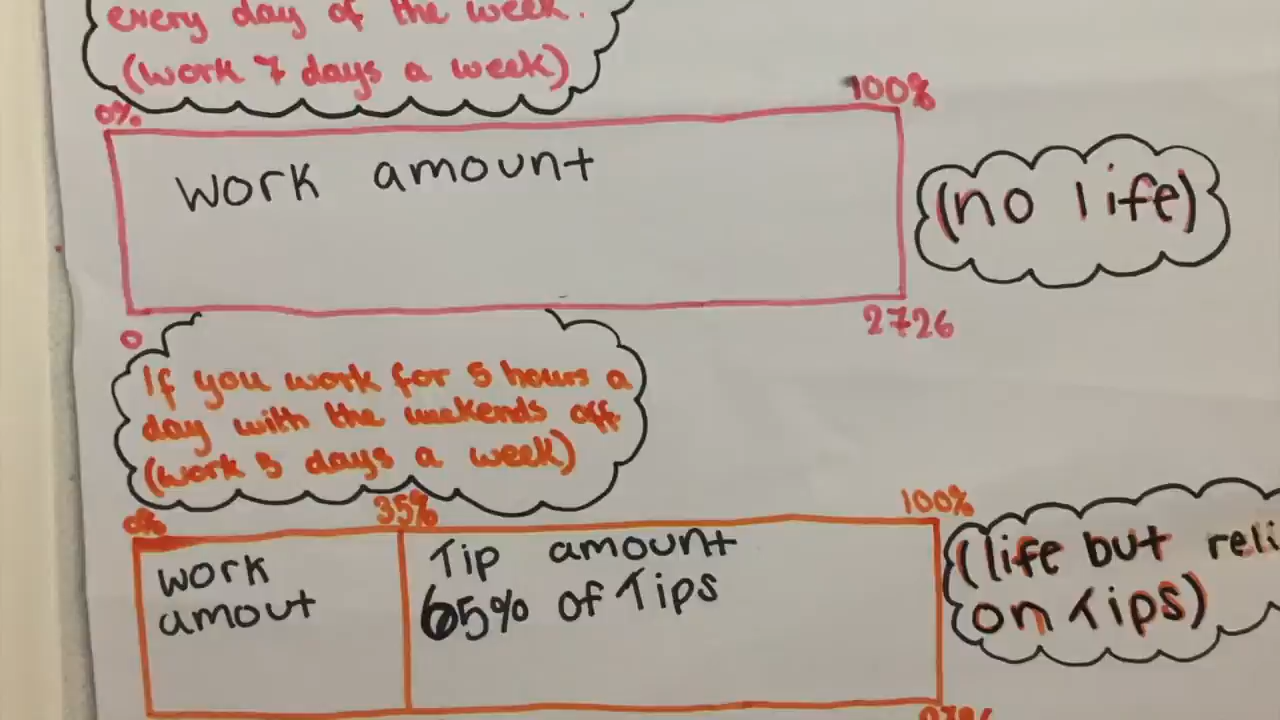 every day of the week.
(work 7 days a week)
0%
100%
work amount
(no life)
0
2726
If you work for 5 hours a
day with the weekends off
(work 5 days a week)
0%
35%
100%
work
amout
Tip amount
65% of Tips
(life but reli
on Tips)